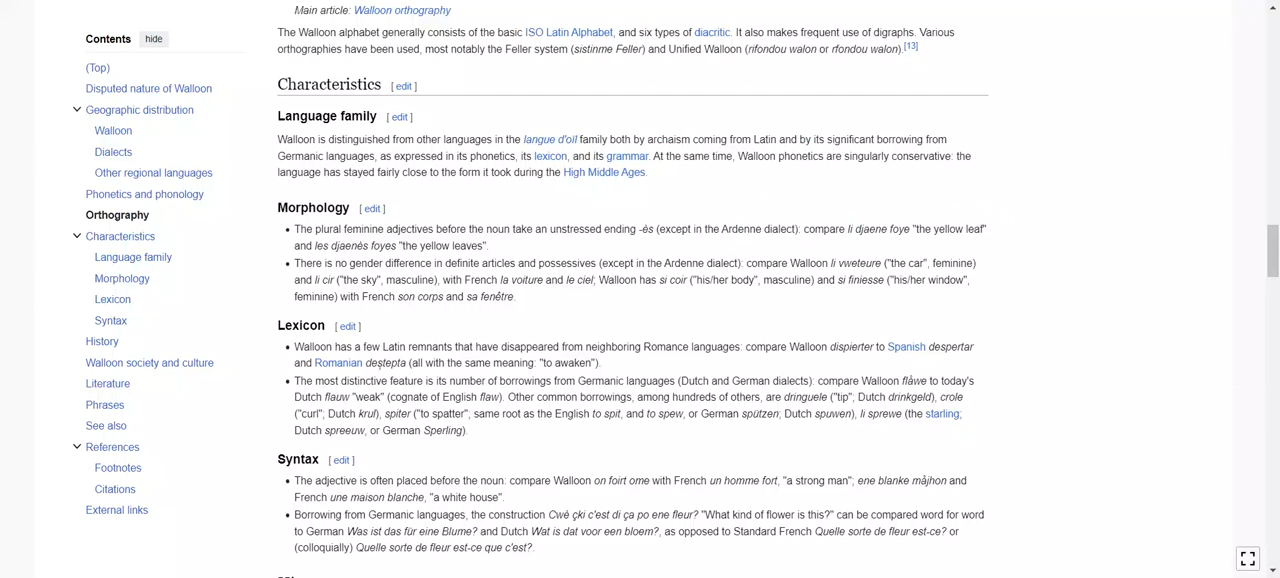 Main article: Walloon orthography
The Walloon alphabet generally consists of the basic ISO Latin Alphabet, and six types of diacritic. It also makes frequent use of digraphs. Various
orthographies have been used, most notably the Feller system (sistinme Feller) and Unified Walloon (rifondou walon or rfondou walon).[13]
Contents hide
(Top)
Disputed nature of Walloon
Geographic distribution
Walloon
Dialects
Other regional languages
Phonetics and phonology
Orthography
Characteristics
Language family
Morphology
Lexicon
Syntax
History
Walloon society and culture
Literature
Phrases
See also
References
Footnotes
Citations
External links
Characteristics [ edit ]
Language family [ edit ]
Walloon is distinguished from other languages in the langue d'oïl family both by archaism coming from Latin and by its significant borrowing from
Germanic languages, as expressed in its phonetics, its lexicon, and its grammar. At the same time, Walloon phonetics are singularly conservative: the
language has stayed fairly close to the form it took during the High Middle Ages.
Morphology [ edit ]
• The plural feminine adjectives before the noun take an unstressed ending -ès (except in the Ardenne dialect): compare li djaene foye "the yellow leaf"
and les djaenès foyes "the yellow leaves".
• There is no gender difference in definite articles and possessives (except in the Ardenne dialect): compare Walloon li vweteure ("the car", feminine)
and li cir ("the sky", masculine), with French la voiture and le ciel; Walloon has si coir ("his/her body", masculine) and si finiesse ("his/her window",
feminine) with French son corps and sa fenêtre.
Lexicon [ edit ]
• Walloon has a few Latin remnants that have disappeared from neighboring Romance languages: compare Walloon dispierter to Spanish despertar
and Romanian deștepta (all with the same meaning: "to awaken").
• The most distinctive feature is its number of borrowings from Germanic languages (Dutch and German dialects): compare Walloon flåwe to today's
Dutch flauw "weak" (cognate of English flaw). Other common borrowings, among hundreds of others, are dringuele ("tip"; Dutch drinkgeld), crole
("curl"; Dutch krul), spiter ("to spatter"; same root as the English to spit, and to spew, or German spützen; Dutch spuwen), li sprewe (the starling;
Dutch spreeuw, or German Sperling).
Syntax [ edit ]
• The adjective is often placed before the noun: compare Walloon on foirt ome with French un homme fort, "a strong man"; ene blanke måjhon and
French une maison blanche, "a white house".
• Borrowing from Germanic languages, the construction Cwè çki c'est di ça po ene fleur? "What kind of flower is this?" can be compared word for word
to German Was ist das für eine Blume? and Dutch Wat is dat voor een bloem?, as opposed to Standard French Quelle sorte de fleur est-ce? or
(colloquially) Quelle sorte de fleur est-ce que c'est?.